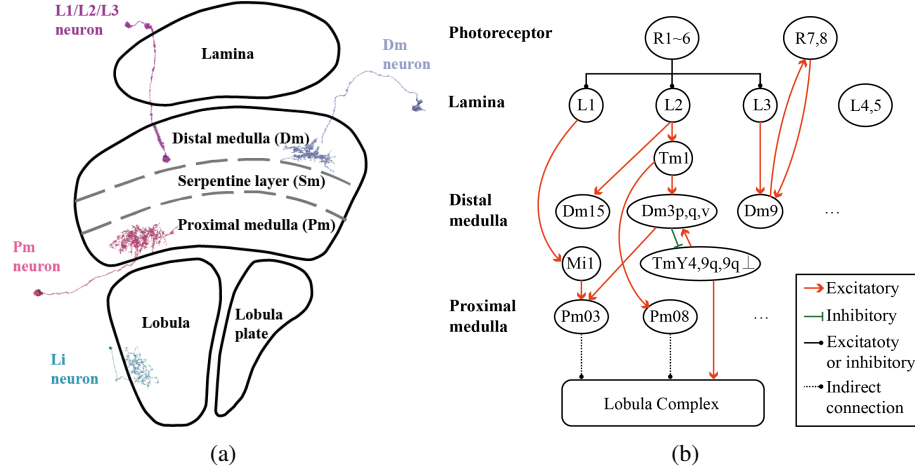 L1/L2/L3
neuron
Lamina
Dm
neuron
Distal medulla (Dm)
Serpentine layer (Sm)
Proximal medulla (Pm)
Pm
neuron
Lobula
Lobula
plate
Li
neuron
(a)
Photoreceptor
R1~6
R7,8
Lamina
L1
L2
L3
L4,5
Tm1
Distal
medulla
Dm15
Dm3p,q,v
Dm9
...
Mi1
TmY4,9q,9q⊥
Proximal
medulla
Pm03
Pm08
...
Lobula Complex
Excitatory
Inhibitory
Excitatoty
or inhibitory
Indirect
connection
(b)